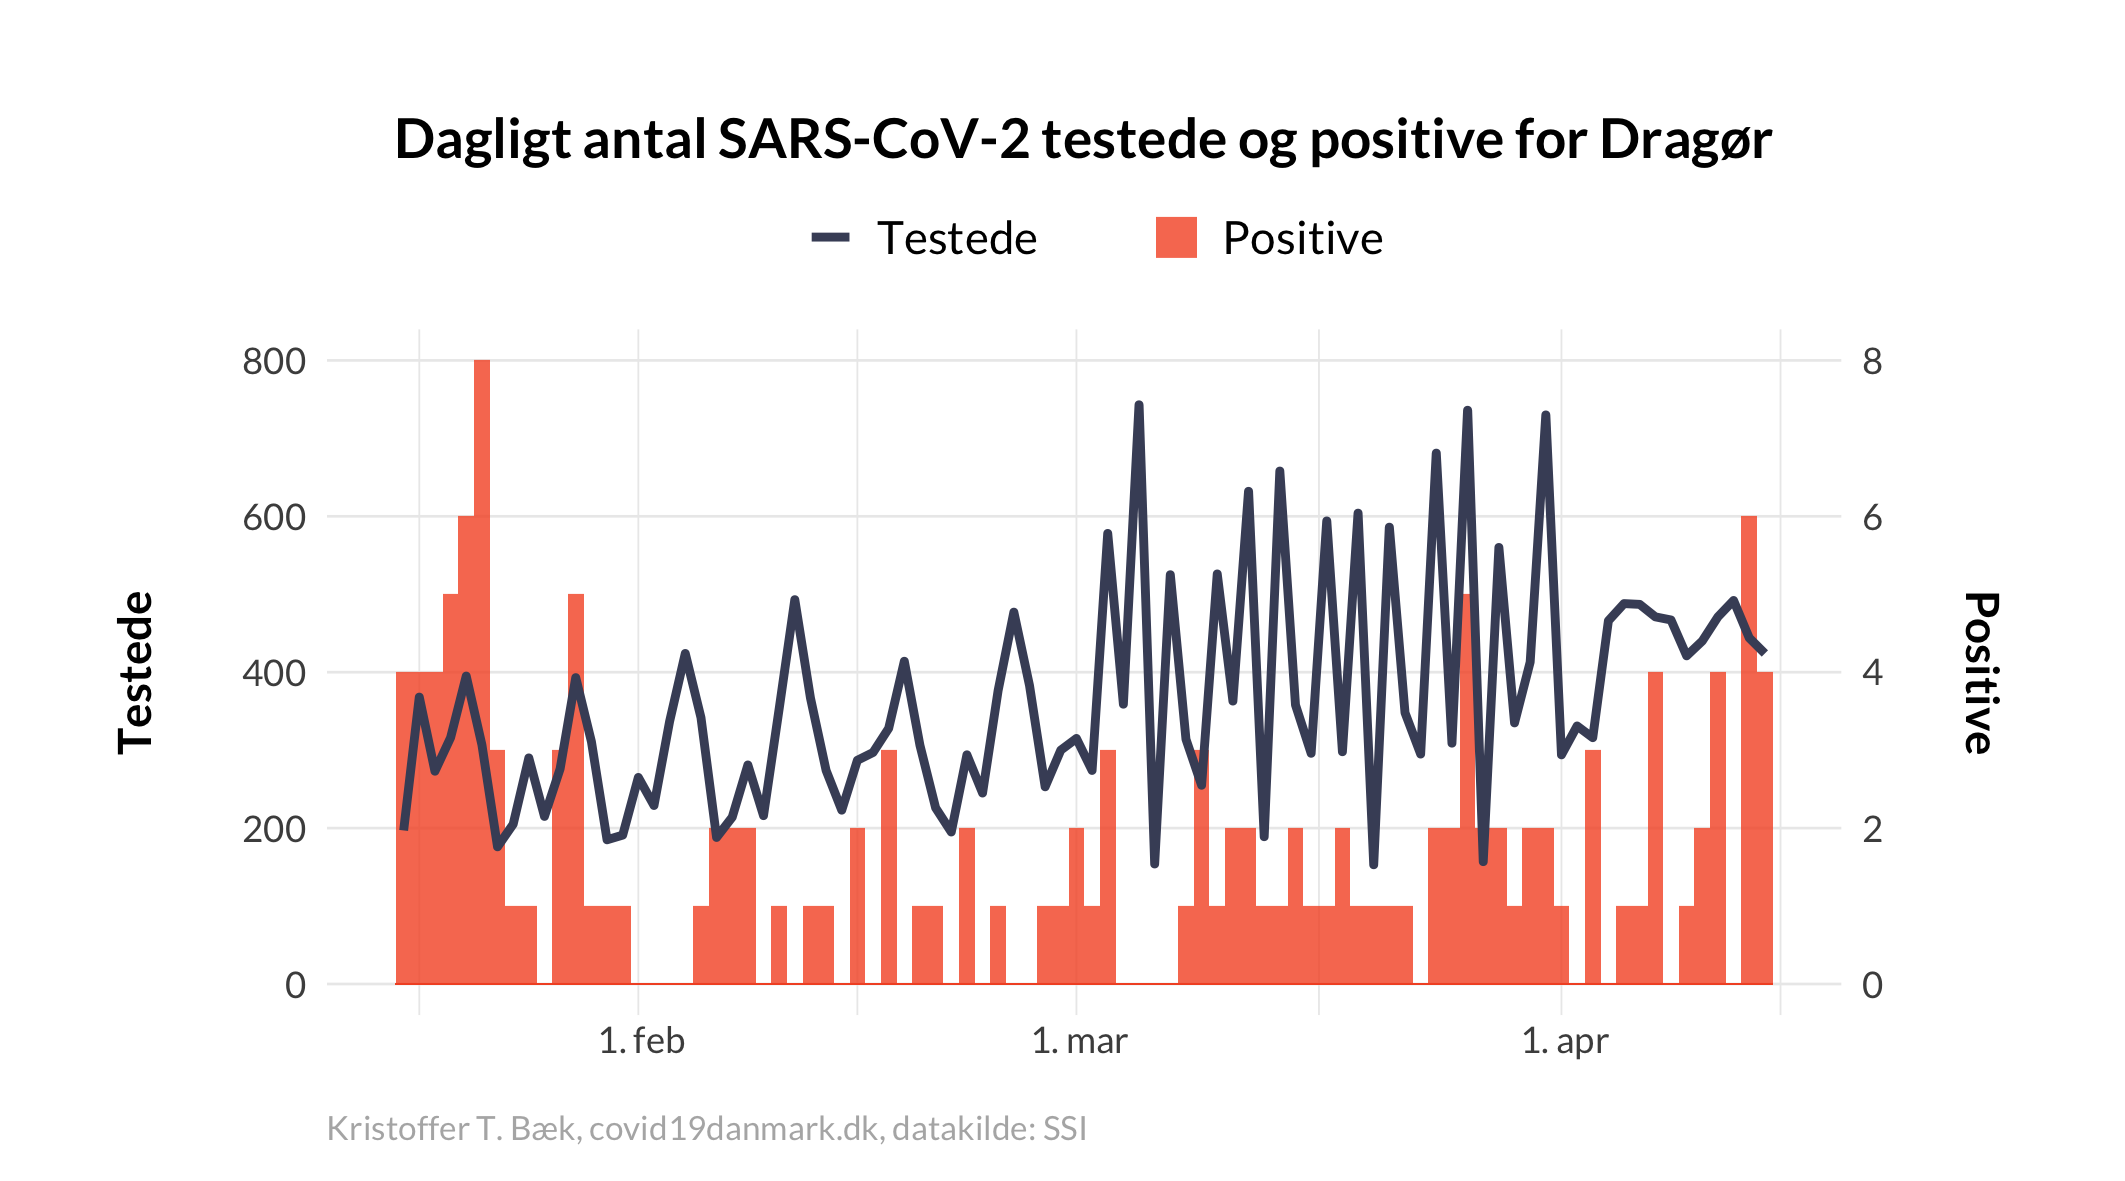 Dagligt antal SARS-CoV-2 testede og positive for Dragør
Testede
Positive
800
600
400
200
0
8
6
4
2
0
Testede
Positive
1. feb
1. mar
1. apr
Kristoffer T. Bæk, covid19danmark.dk, datakilde: SSI